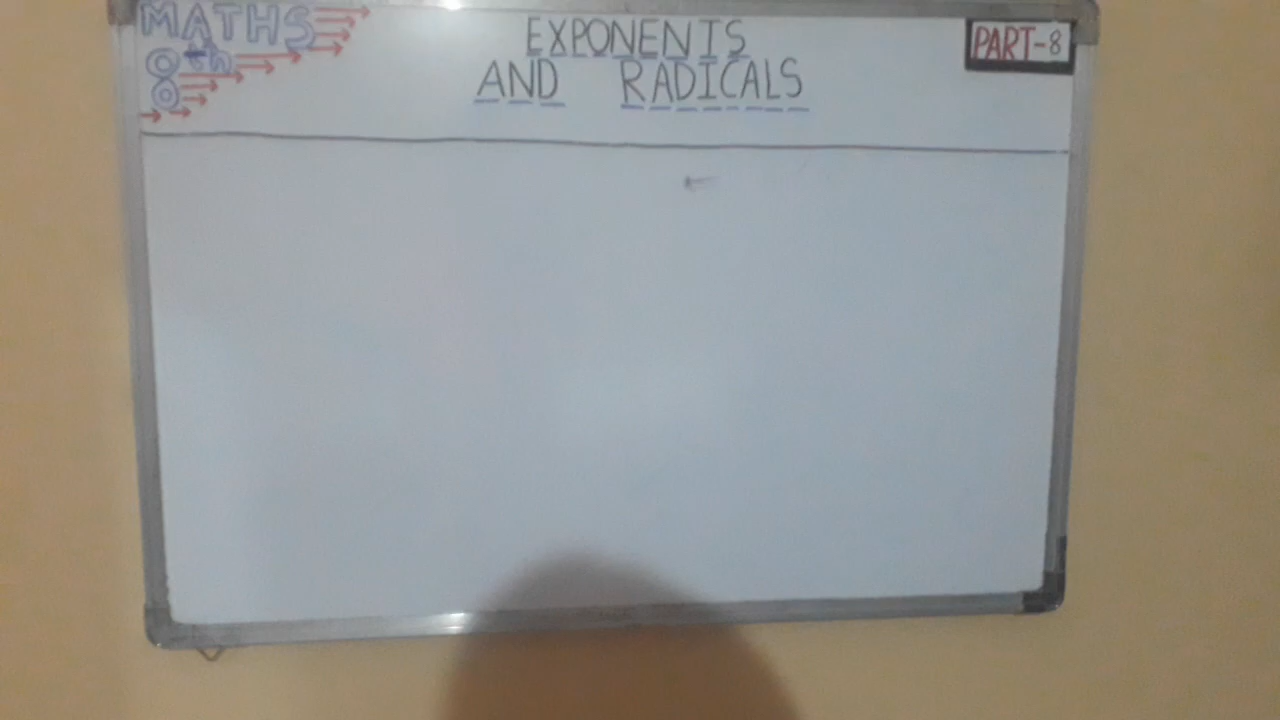 MATHS
8th
EXPONENTS
AND RADICALS
PART-8